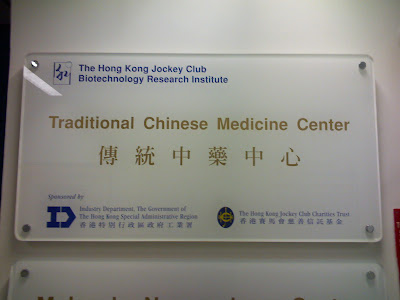 The Hong Kong Jockey Club
Biotechnology Research Institute
Traditional Chinese Medicine Center
傳統中藥中心
Sponsored by
Industry Department, The Government of
The Hong Kong Special Administrative Region
香港特別行政區政府工業署
The Hong Kong Jockey Club Charities Trust
香港賽馬會慈善信託基金